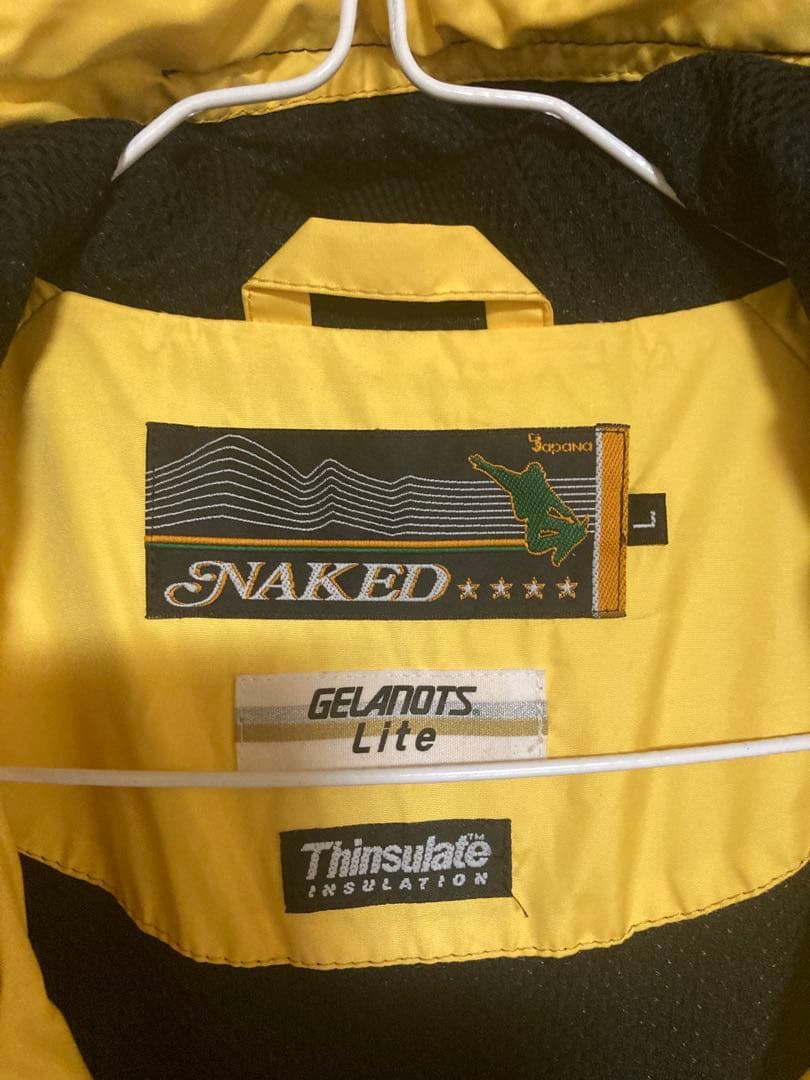 Japana
L
NAKED
GELANOTS®
Lite
Thinsulate™
INSULATION